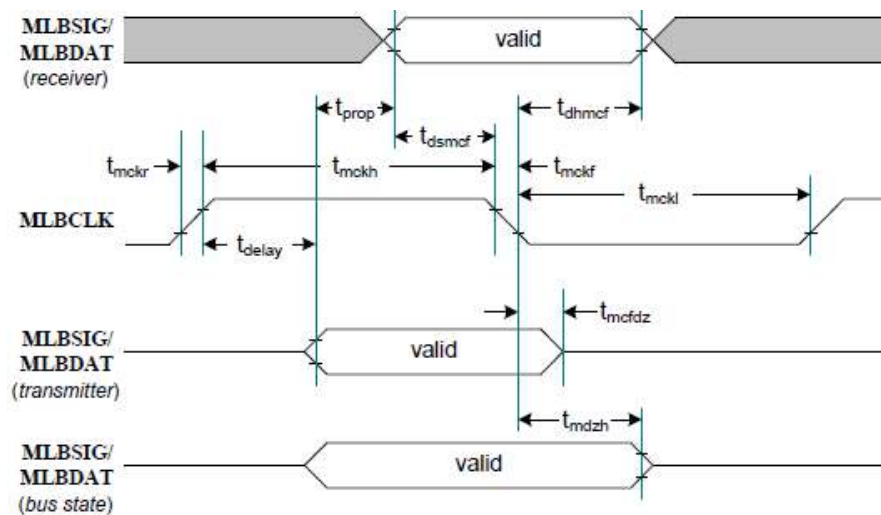 MLBSIG/
MLBDAT
(receiver)
valid
tprop
tdhmcf
tdsmcf
tmckr
tmckh
tmckf
tmckl
MLBCLK
tdelay
tmcfdz
MLBSIG/
MLBDAT
(transmitter)
valid
tmdzh
MLBSIG/
MLBDAT
(bus state)
valid